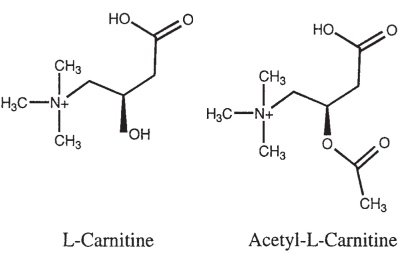 HO
O
CH₃
H₃C
N+
CH₃
OH
L-Carnitine
HO
O
CH₃
H₃C
N+
CH₃
O
O
CH₃
Acetyl-L-Carnitine